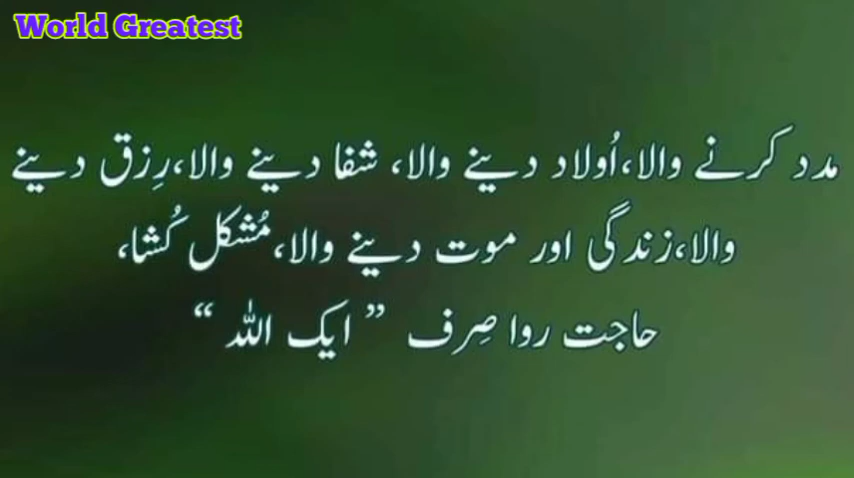 World Greatest
مدد کرنے والا،اُولاد دینے والا، شفا دینے والا،رِزق دینے
والا،زندگی اور موت دینے والا،مُشکل کُشا،
حاجت روا صِرف ” ایک اللہ “